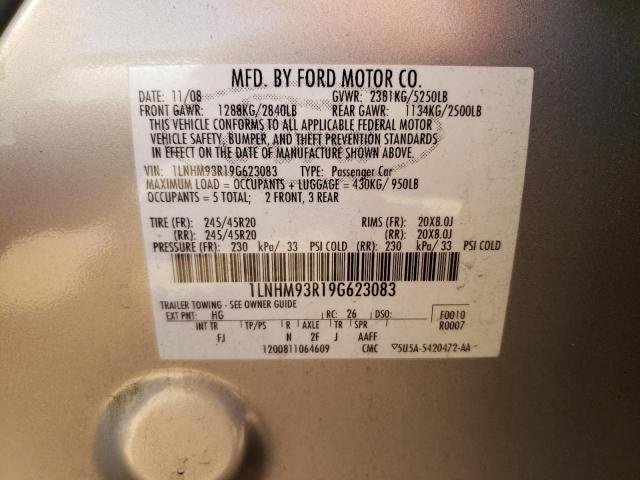 MFD. BY FORD MOTOR CO.
DATE: 11/08 GVWR: 2381KG/5250LB
FRONT GAWR: 1288KG/2840LB REAR GAWR: 1134KG/2500LB
THIS VEHICLE CONFORMS TO ALL APPLICABLE FEDERAL MOTOR
VEHICLE SAFETY, BUMPER, AND THEFT PREVENTION STANDARDS
IN EFFECT ON THE DATE OF MANUFACTURE SHOWN ABOVE.
VIN: 1LNHM93R19G623083 TYPE: Passenger Car
MAXIMUM LOAD = OCCUPANTS + LUGGAGE = 430KG/ 950LB
OCCUPANTS = 5 TOTAL; 2 FRONT, 3 REAR
TIRE (FR): 245/45R20 RIMS (FR): 20X8.0J
(RR): 245/45R20 (RR): 20X8.0J
PRESSURE (FR): 230 kPa/ 33 PSI COLD (RR): 230 kPa/ 33 PSI COLD
1LNHM93R19G623083
TRAILER TOWING - SEE OWNER GUIDE
EXT PNT: HG RC: 26 DSO: F0010
INT TR TP/PS R AXLE TR SPR R0007
FJ N 2F J AAFF
1200811064609 CMC ▽5U5A-5420472-AA